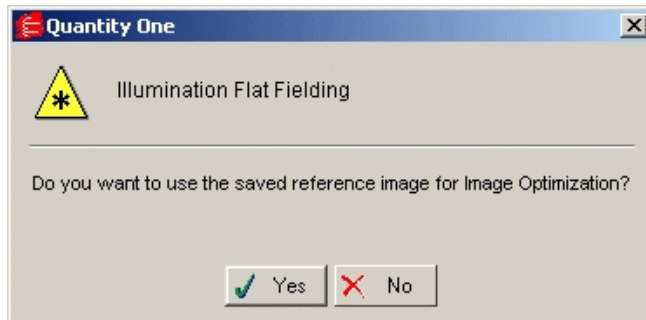 Quantity One
Illumination Flat Fielding
Do you want to use the saved reference image for Image Optimization?
Yes
No